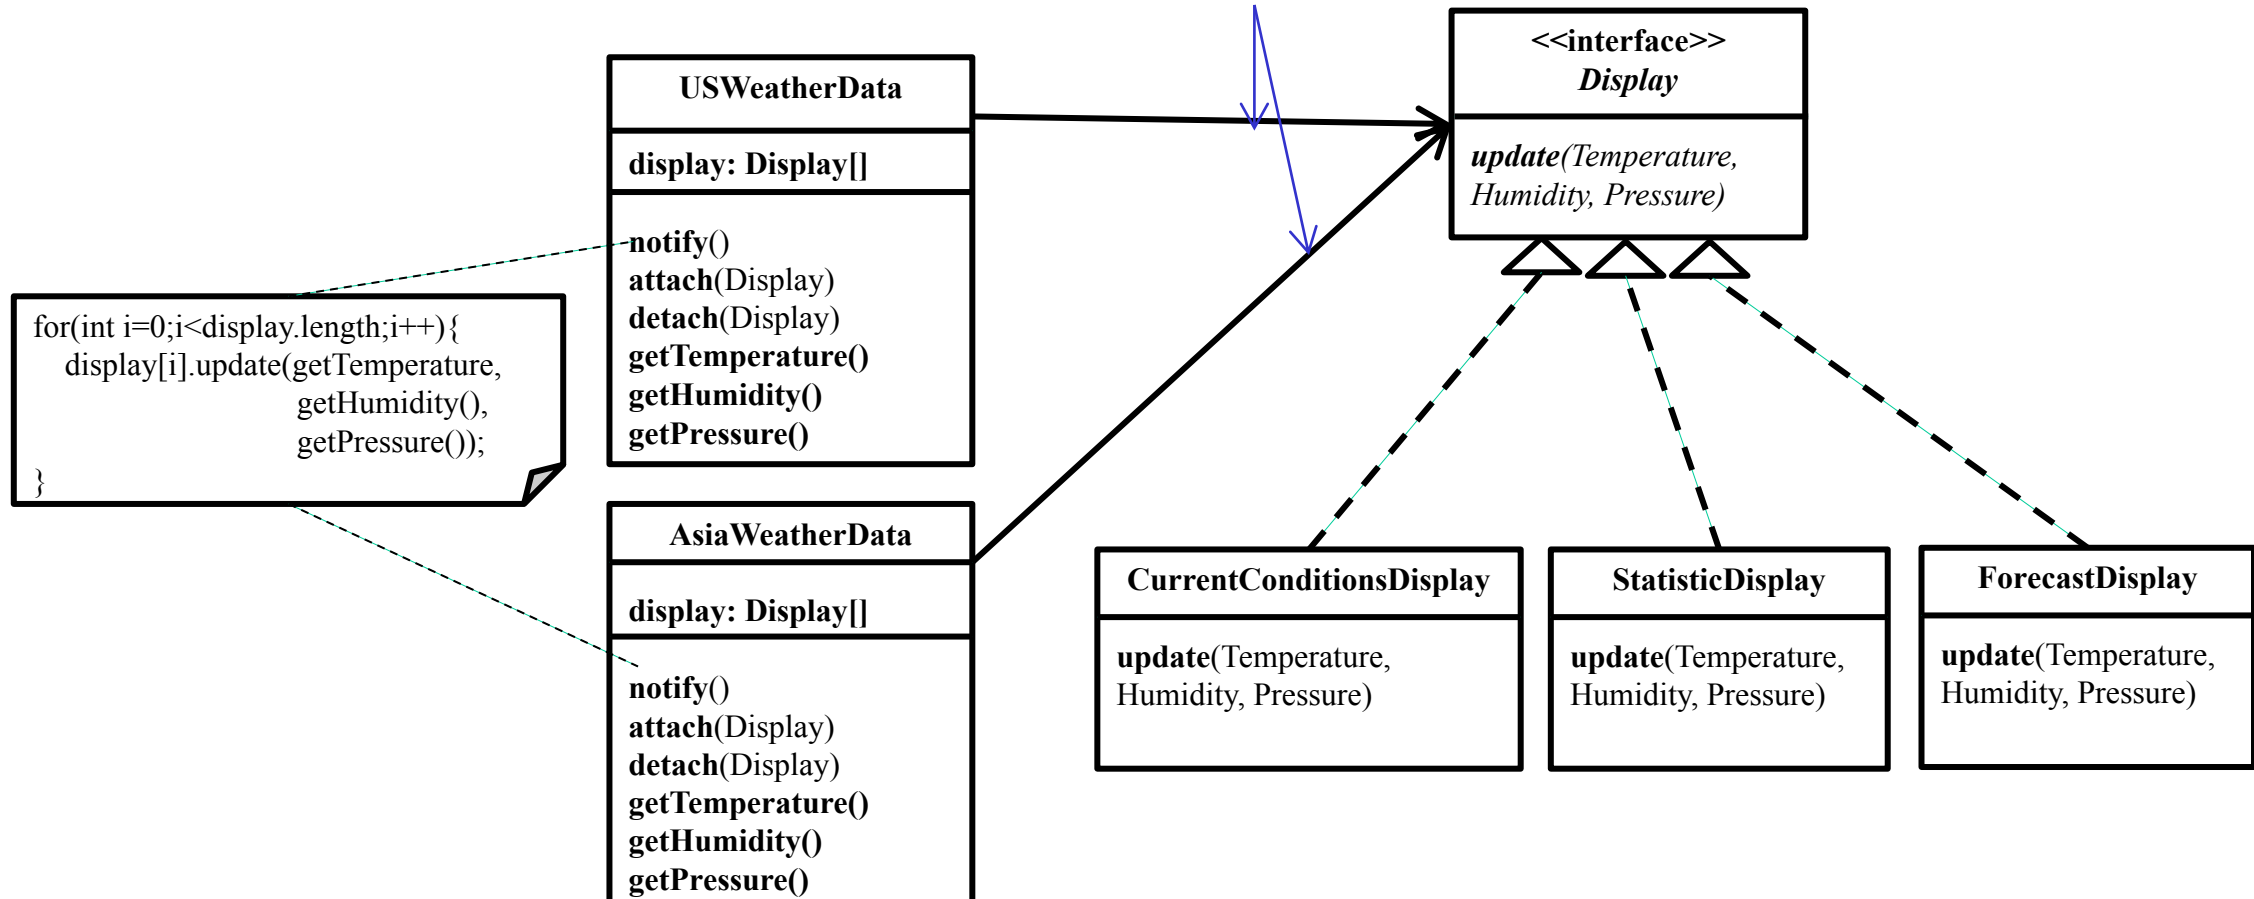 USWeatherData
display: Display[]
notify()
attach(Display)
detach(Display)
getTemperature()
getHumidity()
getPressure()
for(int i=0;i<display.length;i++){
display[i].update(getTemperature,
getHumidity(),
getPressure());
}
AsiaWeatherData
display: Display[]
notify()
attach(Display)
detach(Display)
getTemperature()
getHumidity()
getPressure()
<<interface>>
Display
update(Temperature,
Humidity, Pressure)
CurrentConditionsDisplay
update(Temperature,
Humidity, Pressure)
StatisticDisplay
update(Temperature,
Humidity, Pressure)
ForecastDisplay
update(Temperature,
Humidity, Pressure)